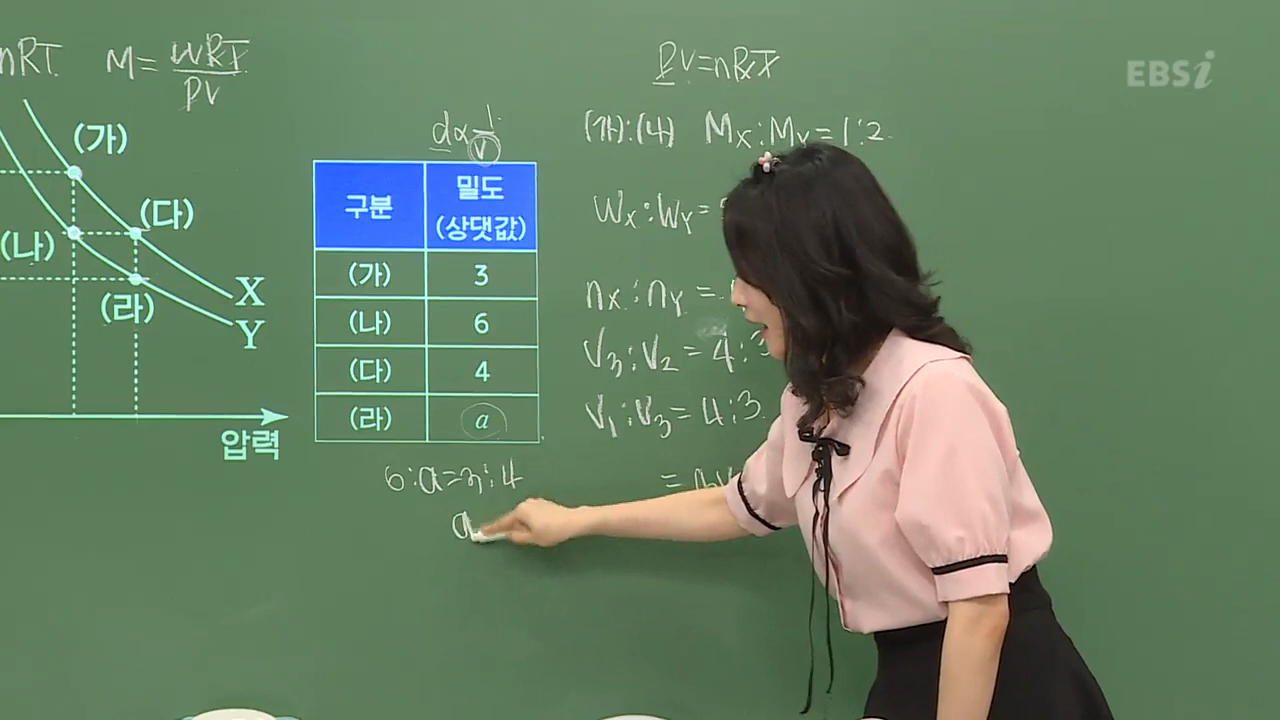 nRT M = wRT / PV
PV=nRT
EBSi
(가)
(다)
(나)
(라)
X
Y
압력
d∝1/V
구분 밀도 (상댓값)
(가) 3
(나) 6
(다) 4
(라) a
6:a=3:4
a
(가):(나) Mx:My=1:2
Wx:Wy=
nx:ny=
V3:V2=4:3
V1:V3=4:3
=